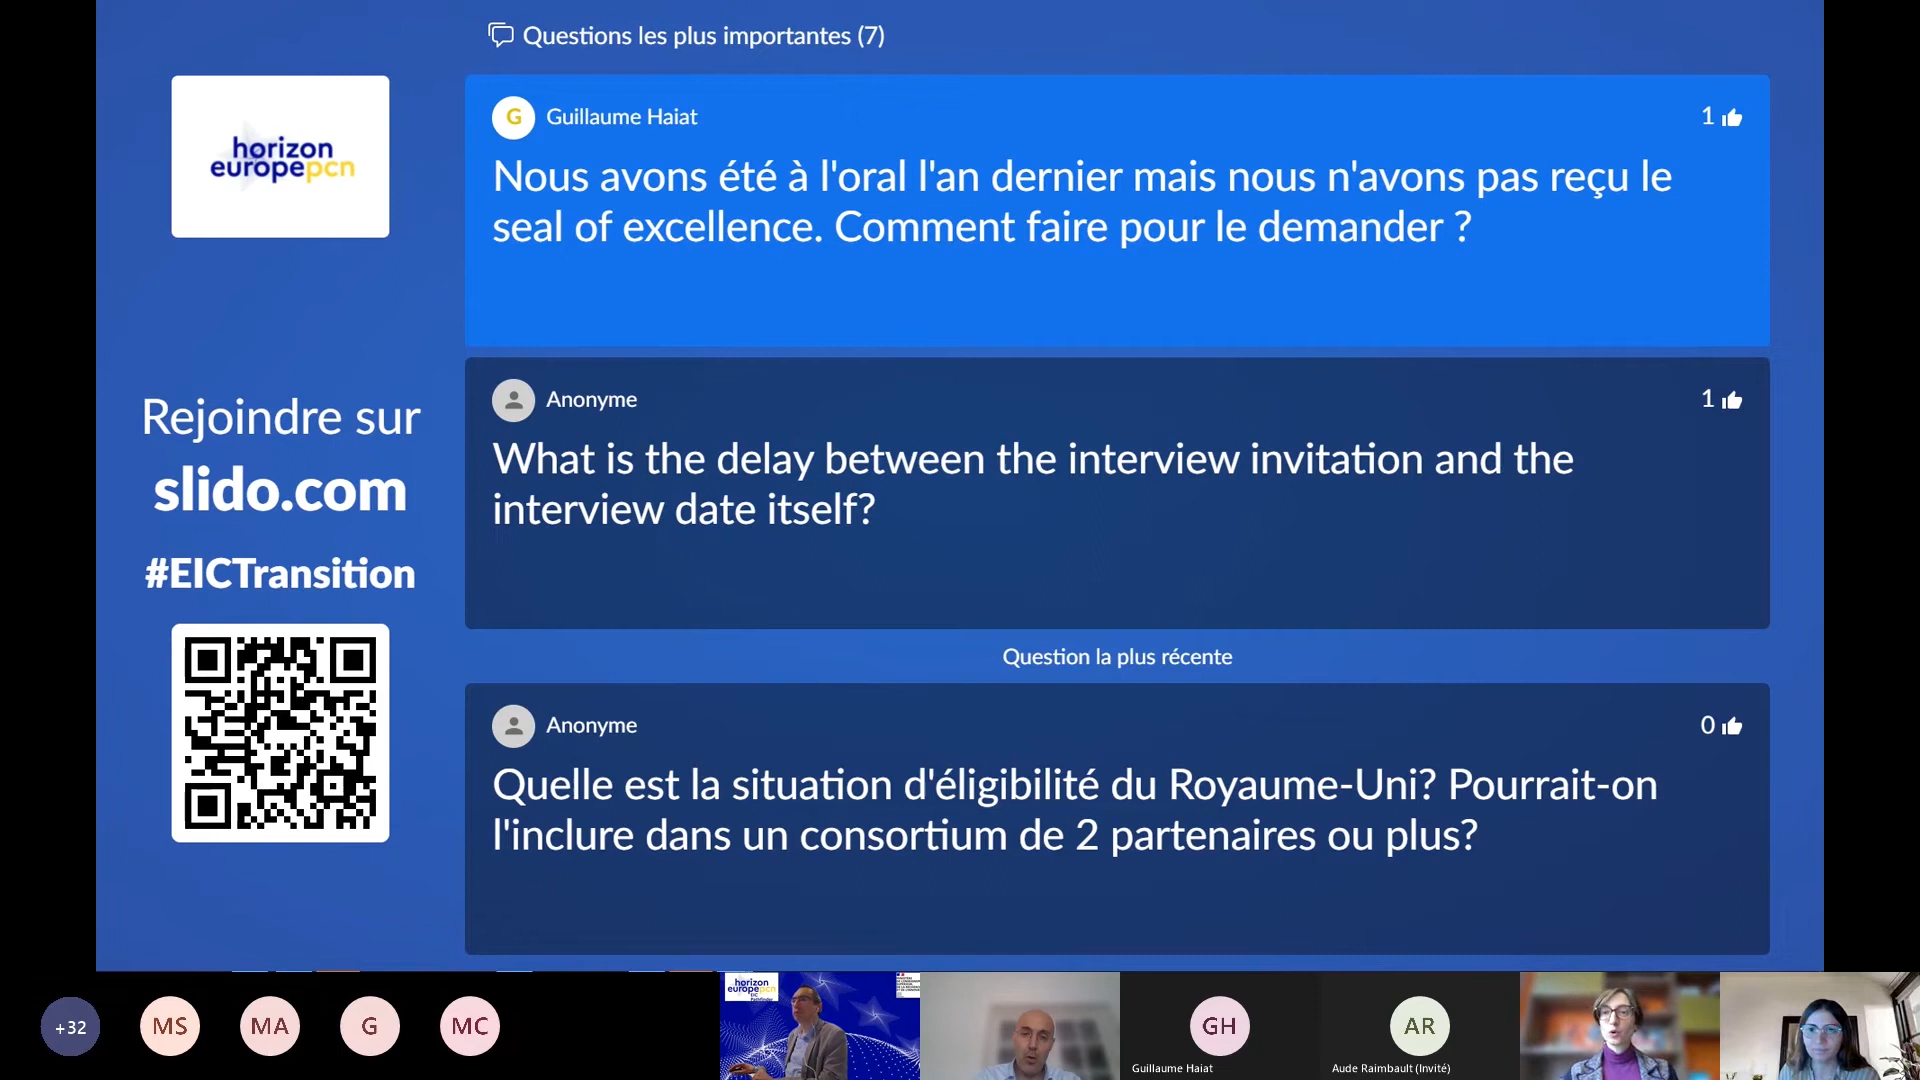 Questions les plus importantes (7)
horizon
europepcn
G
Guillaume Haiat
1
Nous avons été à l'oral l'an dernier mais nous n'avons pas reçu le
seal of excellence. Comment faire pour le demander ?
Anonyme
1
What is the delay between the interview invitation and the
interview date itself?
Rejoindre sur
slido.com
#EICTransition
Question la plus récente
Anonyme
0
Quelle est la situation d'éligibilité du Royaume-Uni? Pourrait-on
l'inclure dans un consortium de 2 partenaires ou plus?
+32
MS
MA
G
MC
horizon
europepcn
EIC
Pathfinder
GH
Guillaume Haiat
AR
Aude Raimbault (Invité)